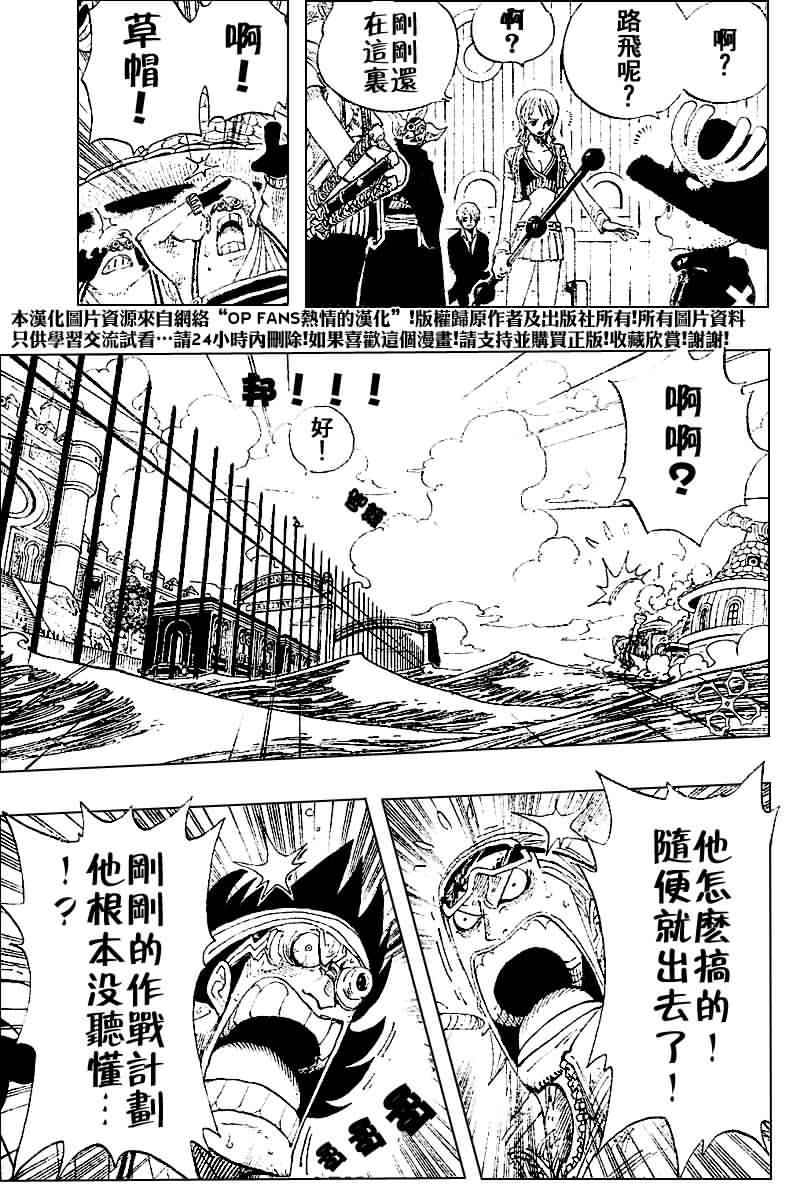 啊？
路飛呢？
啊？
剛剛還
在這裏
啊！
草帽！
本漢化圖片資源來自網絡“OP FANS熱情的漢化”!版權歸原作者及出版社所有!所有圖片資料
只供學習交流試看…請24小時內刪除!如果喜歡這個漫畫!請支持並購買正版!收藏欣賞!謝謝!
啊
啊？
好！
邦！！！
他怎麽搞的！
隨便就出去了！
剛剛的作戰計劃
他根本没聽懂…
！？